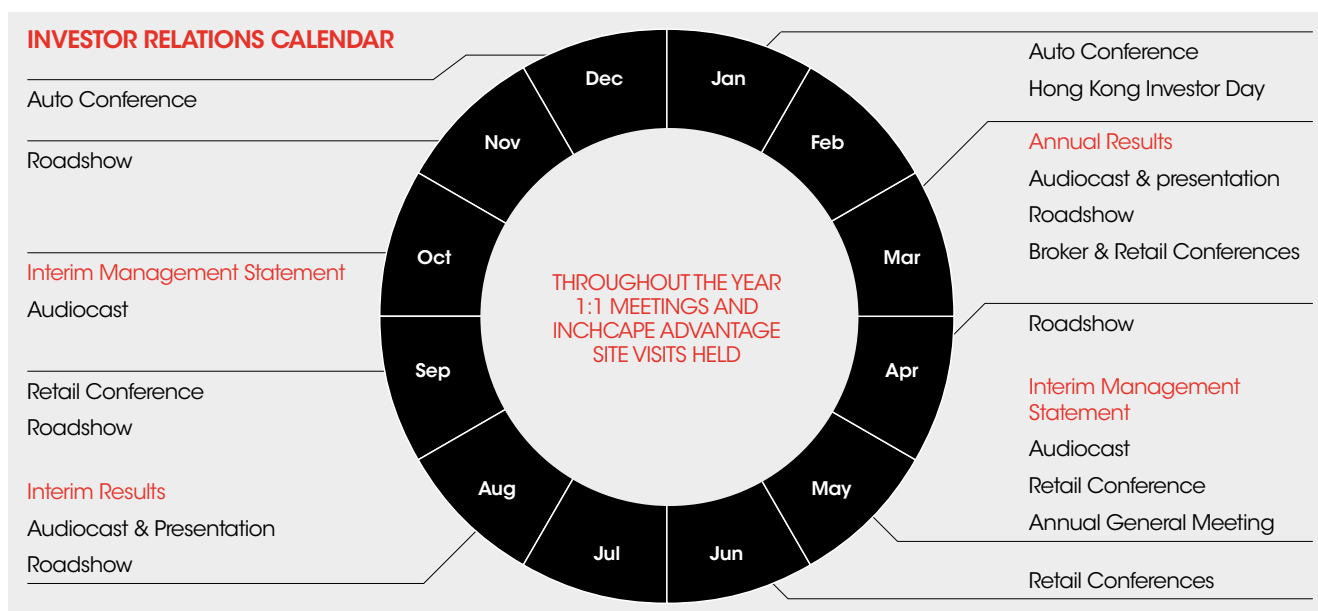 INVESTOR RELATIONS CALENDAR
Auto Conference
Roadshow
Interim Management Statement
Audiocast
Retail Conference
Roadshow
Interim Results
Audiocast & Presentation
Roadshow
Dec
Jan
Nov
Feb
Oct
Mar
Sep
Apr
Aug
May
Jul
Jun
THROUGHOUT THE YEAR
1:1 MEETINGS AND
INCHCAPE ADVANTAGE
SITE VISITS HELD
Auto Conference
Hong Kong Investor Day
Annual Results
Audiocast & presentation
Roadshow
Broker & Retail Conferences
Roadshow
Interim Management
Statement
Audiocast
Retail Conference
Annual General Meeting
Retail Conferences